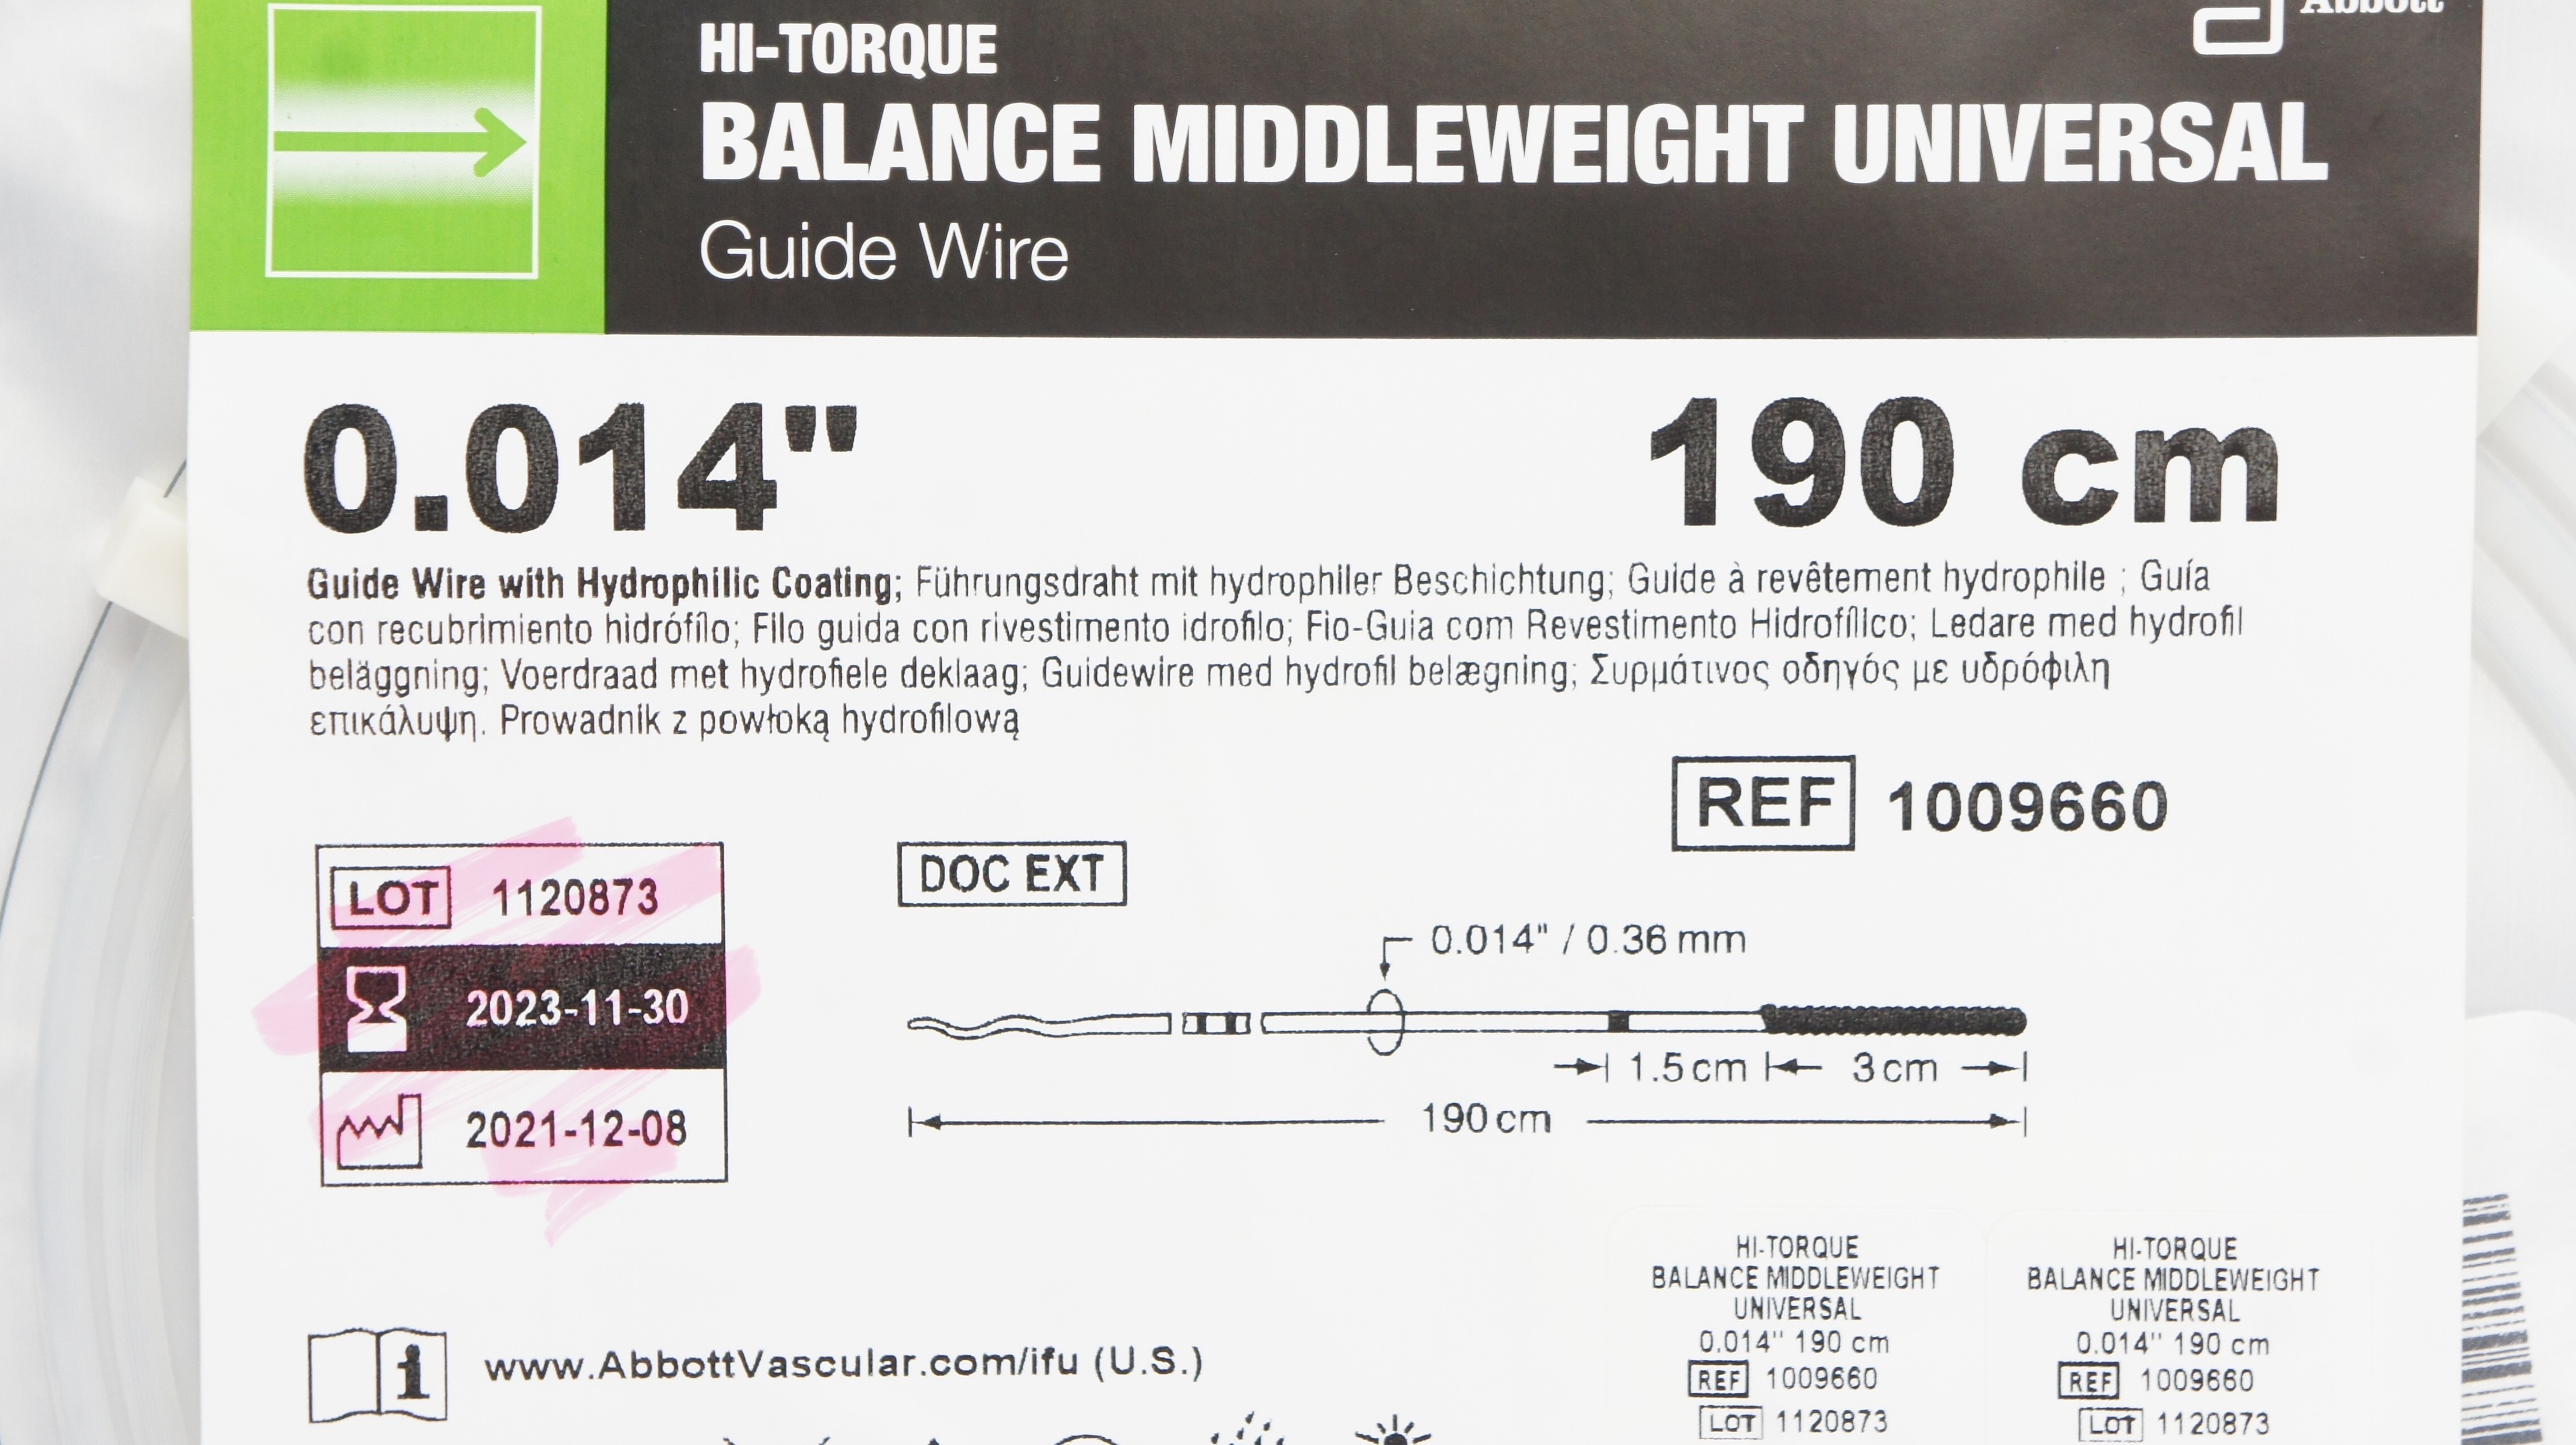 Abbott
HI-TORQUE
BALANCE MIDDLEWEIGHT UNIVERSAL
Guide Wire
0.014"
190 cm
Guide Wire with Hydrophilic Coating; Führungsdraht mit hydrophiler Beschichtung; Guide à revêtement hydrophile ; Guía
con recubrimiento hidrófilo; Filo guida con rivestimento idrofilo; Fio-Guia com Revestimento Hidrofílico; Ledare med hydrofil
beläggning; Voerdraad met hydrofiele deklaag; Guidewire med hydrofil belægning; Συρμάτινος οδηγός με υδρόφιλη
επικάλυψη. Prowadnik z powłoką hydrofilową
REF 1009660
LOT 1120873
2023-11-30
2021-12-08
DOC EXT
0.014" / 0.36 mm
1.5 cm
3 cm
190 cm
www.AbbottVascular.com/ifu (U.S.)
HI-TORQUE
BALANCE MIDDLEWEIGHT
UNIVERSAL
0.014" 190 cm
REF 1009660
LOT 1120873
HI-TORQUE
BALANCE MIDDLEWEIGHT
UNIVERSAL
0.014" 190 cm
REF 1009660
LOT 1120873